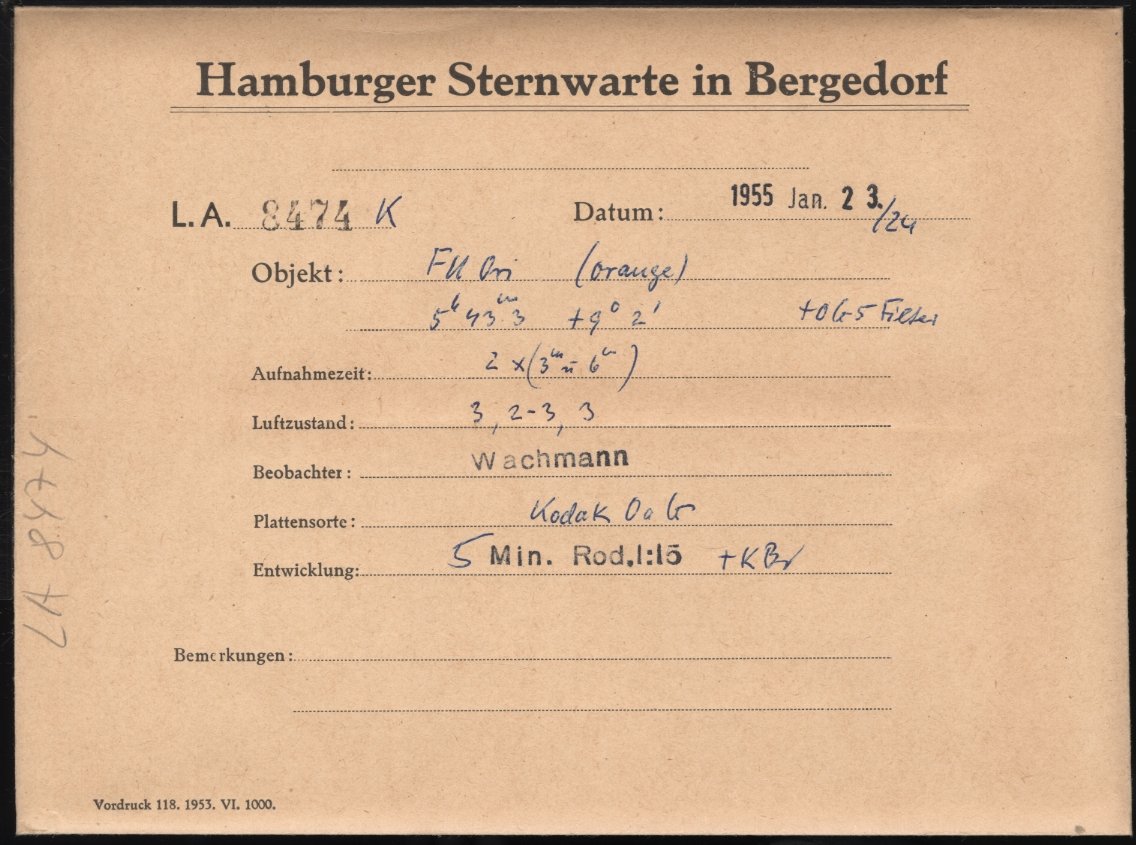 Hamburger Sternwarte in Bergedorf
L. A. 8474 K Datum: 1955 Jan. 23./24
Objekt: FU Ori (orange)
5ʰ 43ᵐ.3 +9° 2' +OG5 Filter
Aufnahmezeit: 2 x (3ᵐ u 6ᵐ)
Luftzustand: 3, 2-3, 3
Beobachter: Wachmann
Plattensorte: Kodak OaG
Entwicklung: 5 Min. Rod.1:15 +KBr
Bemerkungen:
Vordruck 118. 1953. VI. 1000.
LA 8474